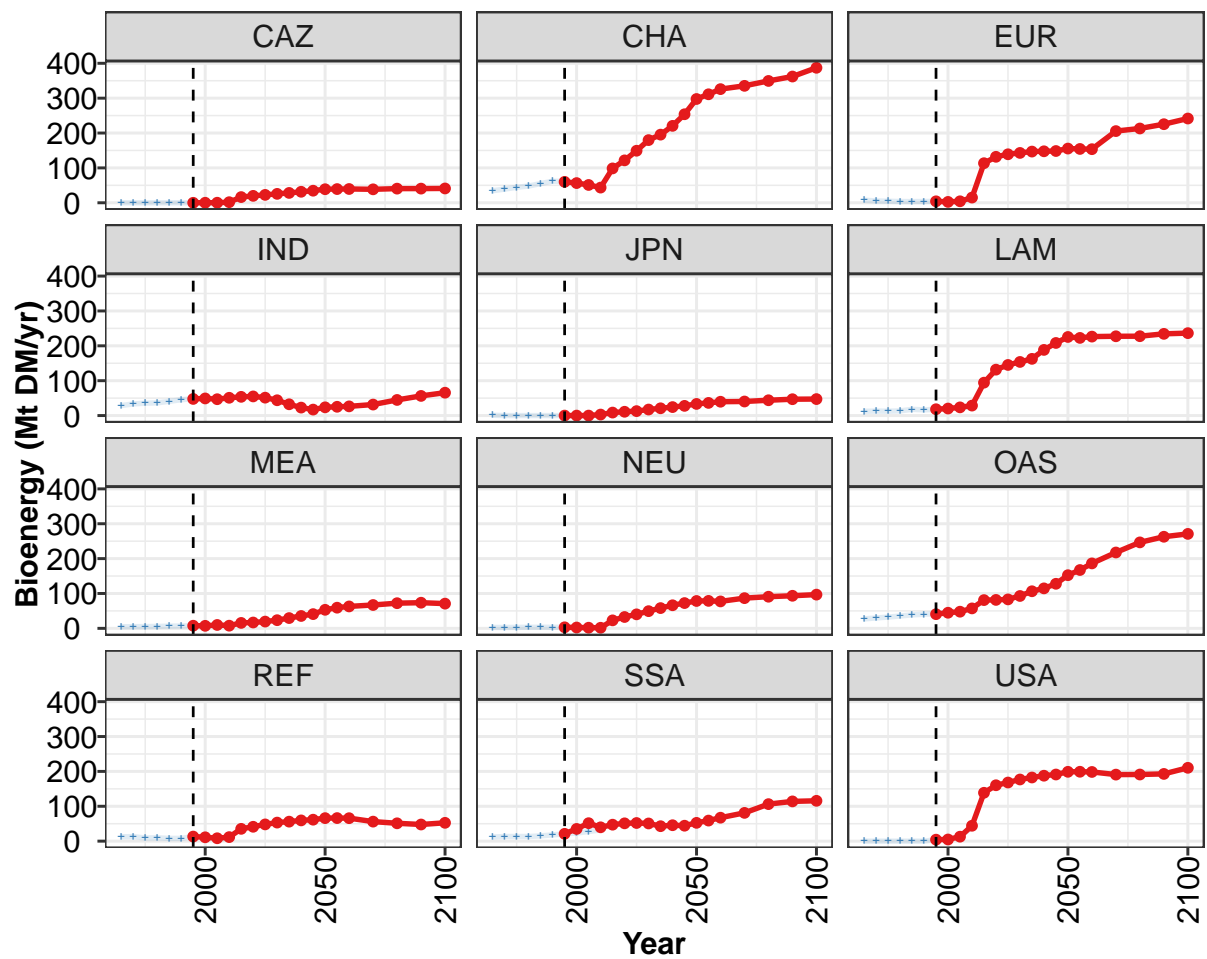 CAZ CHA EUR
400
300
200
100
0
IND JPN LAM
400
300
200
100
0
MEA NEU OAS
400
300
200
100
0
REF SSA USA
400
300
200
100
0
2000 2050 2100 2000 2050 2100 2000 2050 2100
Year
Bioenergy (Mt DM/yr)